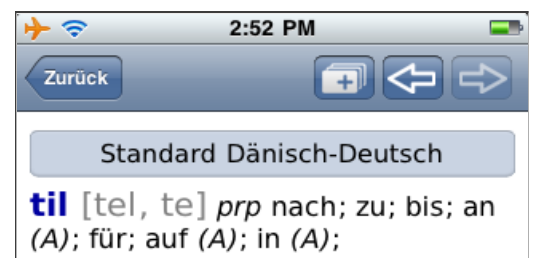 2:52 PM
Zurück
Standard Dänisch-Deutsch
til [tel, te] prp nach; zu; bis; an
(A); für; auf (A); in (A);